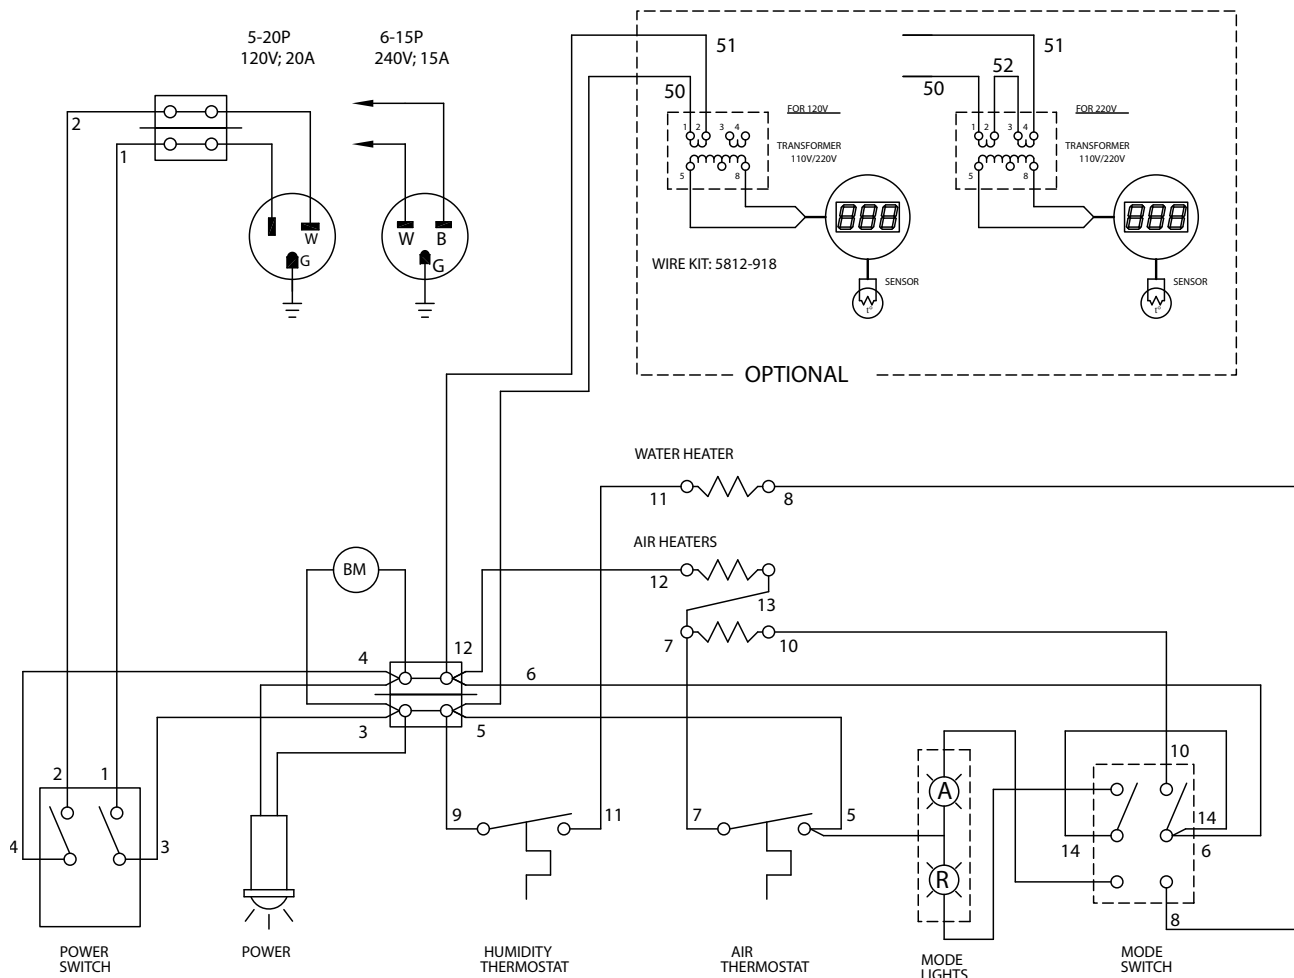 5-20P
120V; 20A
6-15P
240V; 15A
51
51
52
50
50
FOR 120V
FOR 220V
2
1 2 3 4
1 2 3 4
TRANSFORMER
110V/220V
TRANSFORMER
110V/220V
1
5 8
5 8
888
888
W
G
W B
G
WIRE KIT: 5812-918
SENSOR
SENSOR
t°
t°
OPTIONAL
WATER HEATER
11 8
AIR HEATERS
BM
12
13
7 10
4 12
6
3 5
2 1
10
A
9 11
7 5
14
4 3
14 6
R
8
POWER
SWITCH
POWER
HUMIDITY
THERMOSTAT
AIR
THERMOSTAT
MODE
LIGHTS
MODE
SWITCH